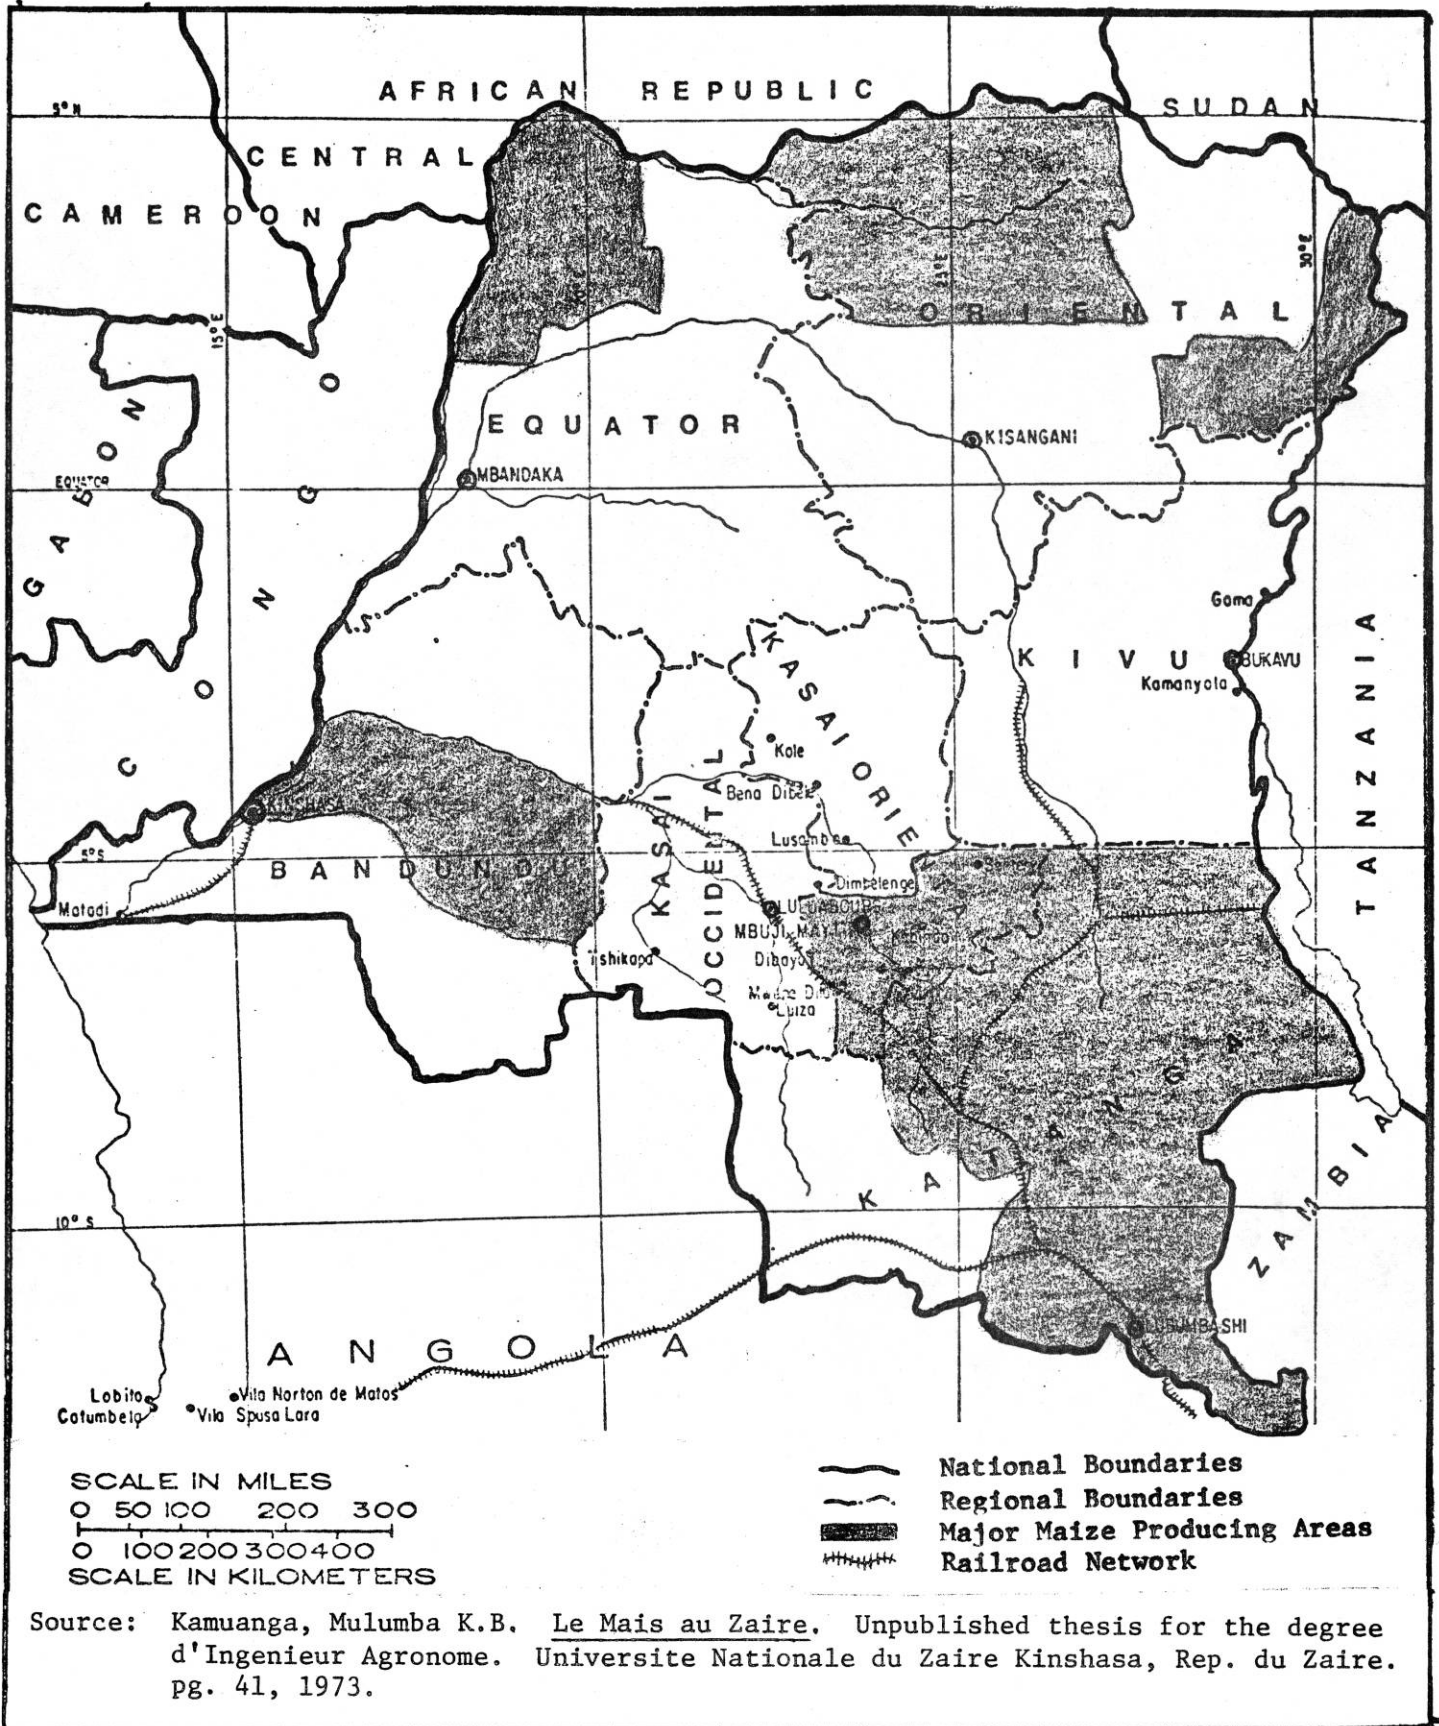 AFRICAN REPUBLIC
SUDAN
5° N
CENTRAL
CAMEROON
30° E
25° E
15° E
ORIENTAL
GABON
CONGO
EQUATOR
KISANGANI
MBANDAKA
EQUATOR
Goma
BUKAVU
KIVU
Kamanyola
TANZANIA
KASAI ORIE
Kole
Bena Dibele
KINSHASA
Lusambo
5° S
BANDUNDU
KASAI
OCCIDENTAL
Dimbelenge
Matadi
LULUABOURG
MBUJI MAYI
Tshikapa
Dibaya
Luiza
KATANGA
ZAMBIA
10° S
LUBUMBASHI
ANGOLA
Lobito
Vila Norton de Matos
Catumbela
Vila Spusa Lara
SCALE IN MILES
0 50 100 200 300
0 100 200 300 400
SCALE IN KILOMETERS
National Boundaries
Regional Boundaries
Major Maize Producing Areas
Railroad Network
Source: Kamuanga, Mulumba K.B. Le Mais au Zaire. Unpublished thesis for the degree
d'Ingenieur Agronome. Universite Nationale du Zaire Kinshasa, Rep. du Zaire.
pg. 41, 1973.